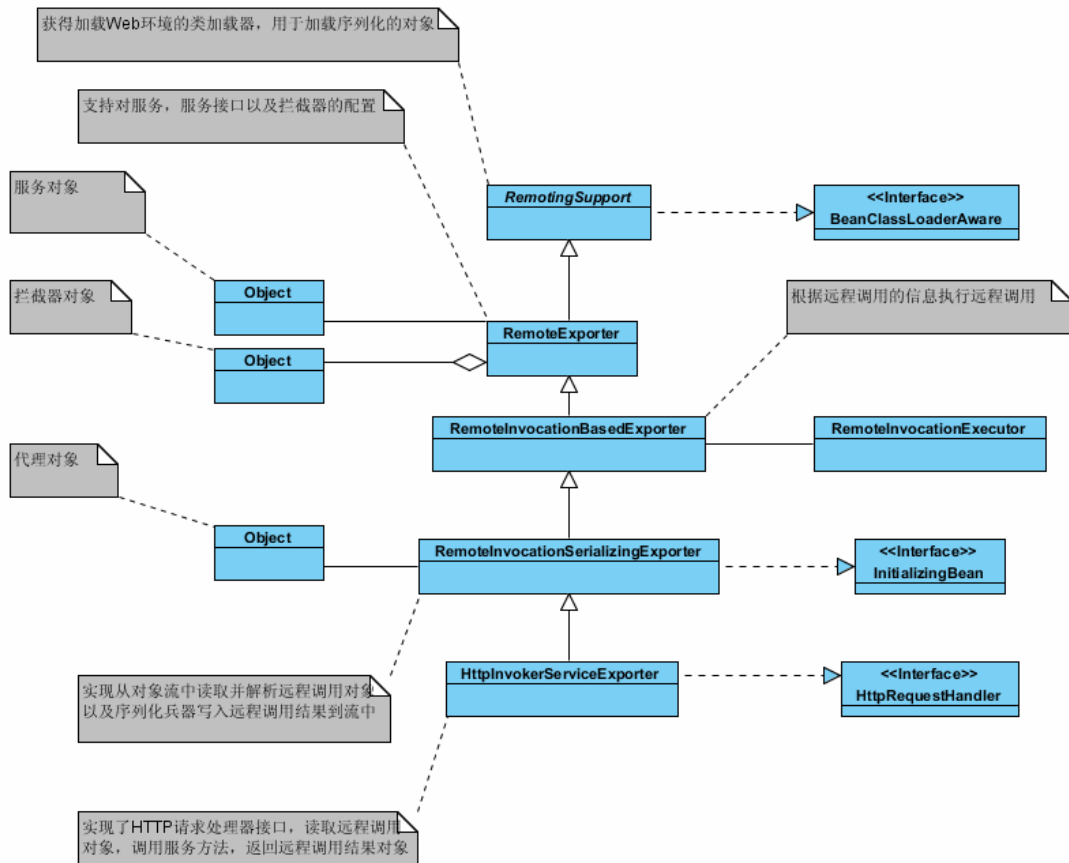 获得加载Web环境的类加载器，用于加载序列化的对象
支持对服务，服务接口以及拦截器的配置
服务对象
RemotingSupport
<<Interface>>
BeanClassLoaderAware
拦截器对象
Object
根据远程调用的信息执行远程调用
RemoteExporter
Object
RemoteInvocationBasedExporter
RemoteInvocationExecutor
代理对象
Object
RemoteInvocationSerializingExporter
<<Interface>>
InitializingBean
HttpInvokerServiceExporter
<<Interface>>
HttpRequestHandler
实现从对象流中读取并解析远程调用对象
以及序列化兵器写入远程调用结果到流中
实现了HTTP请求处理器接口，读取远程调用
对象，调用服务方法，返回远程调用结果对象